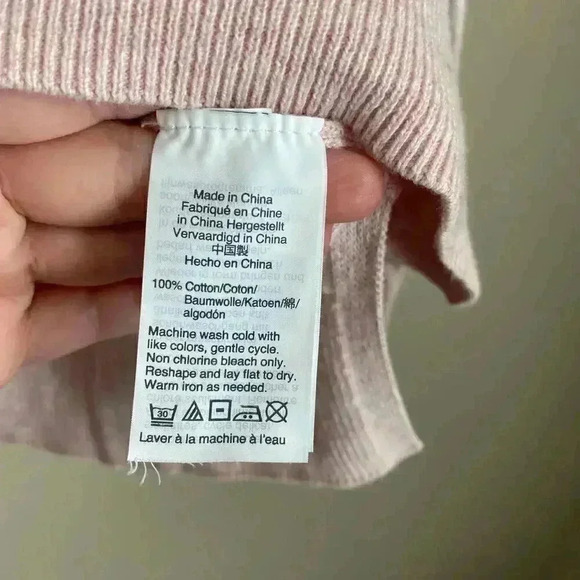 Made in China
Fabriqué en Chine
in China Hergestellt
Vervaardigd in China
中国製
Hecho en China
100% Cotton/Coton/
Baumwolle/Katoen/綿/
algodón
Machine wash cold with
like colors, gentle cycle.
Non chlorine bleach only.
Reshape and lay flat to dry.
Warm iron as needed.
30
Laver à la machine à l'eau